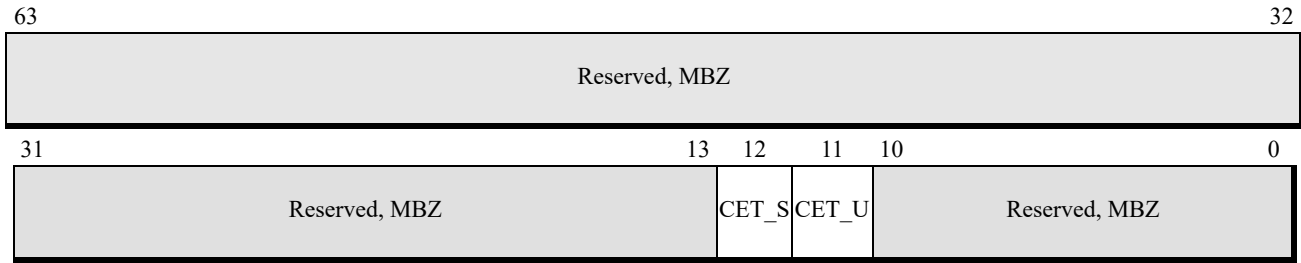 63 32
Reserved, MBZ
31 13 12 11 10 0
Reserved, MBZ CET_S CET_U Reserved, MBZ